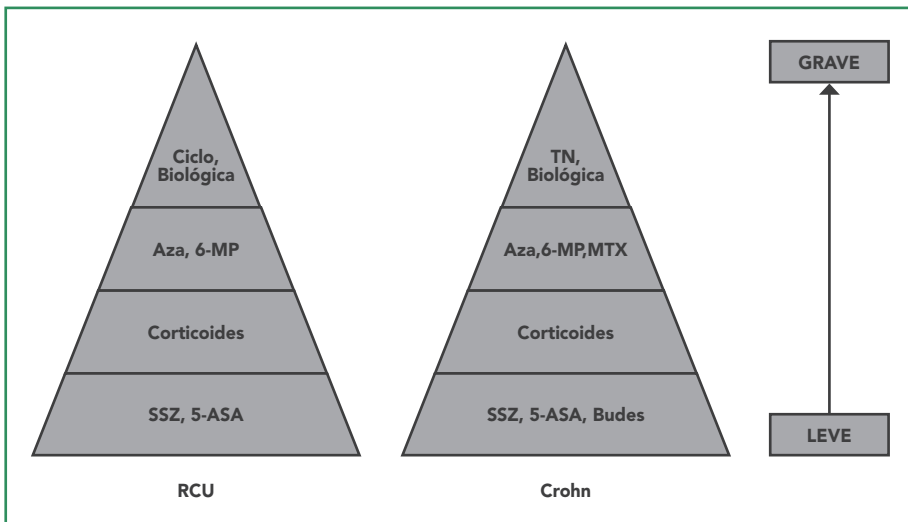 Ciclo,
Biológica
Aza, 6-MP
Corticoides
SSZ, 5-ASA
RCU
TN,
Biológica
Aza,6-MP,MTX
Corticoides
SSZ, 5-ASA, Budes
Crohn
GRAVE
LEVE